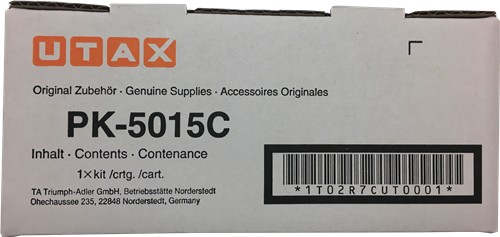 UTAX
Original Zubehör · Genuine Supplies · Accessoires Originales
PK-5015C
Inhalt · Contents · Contenance
1×kit /crtg. /cart.
TA Triumph-Adler GmbH, Betriebsstätte Norderstedt
Ohechaussee 235, 22848 Norderstedt, Germany
*1T02R7CUT0001*